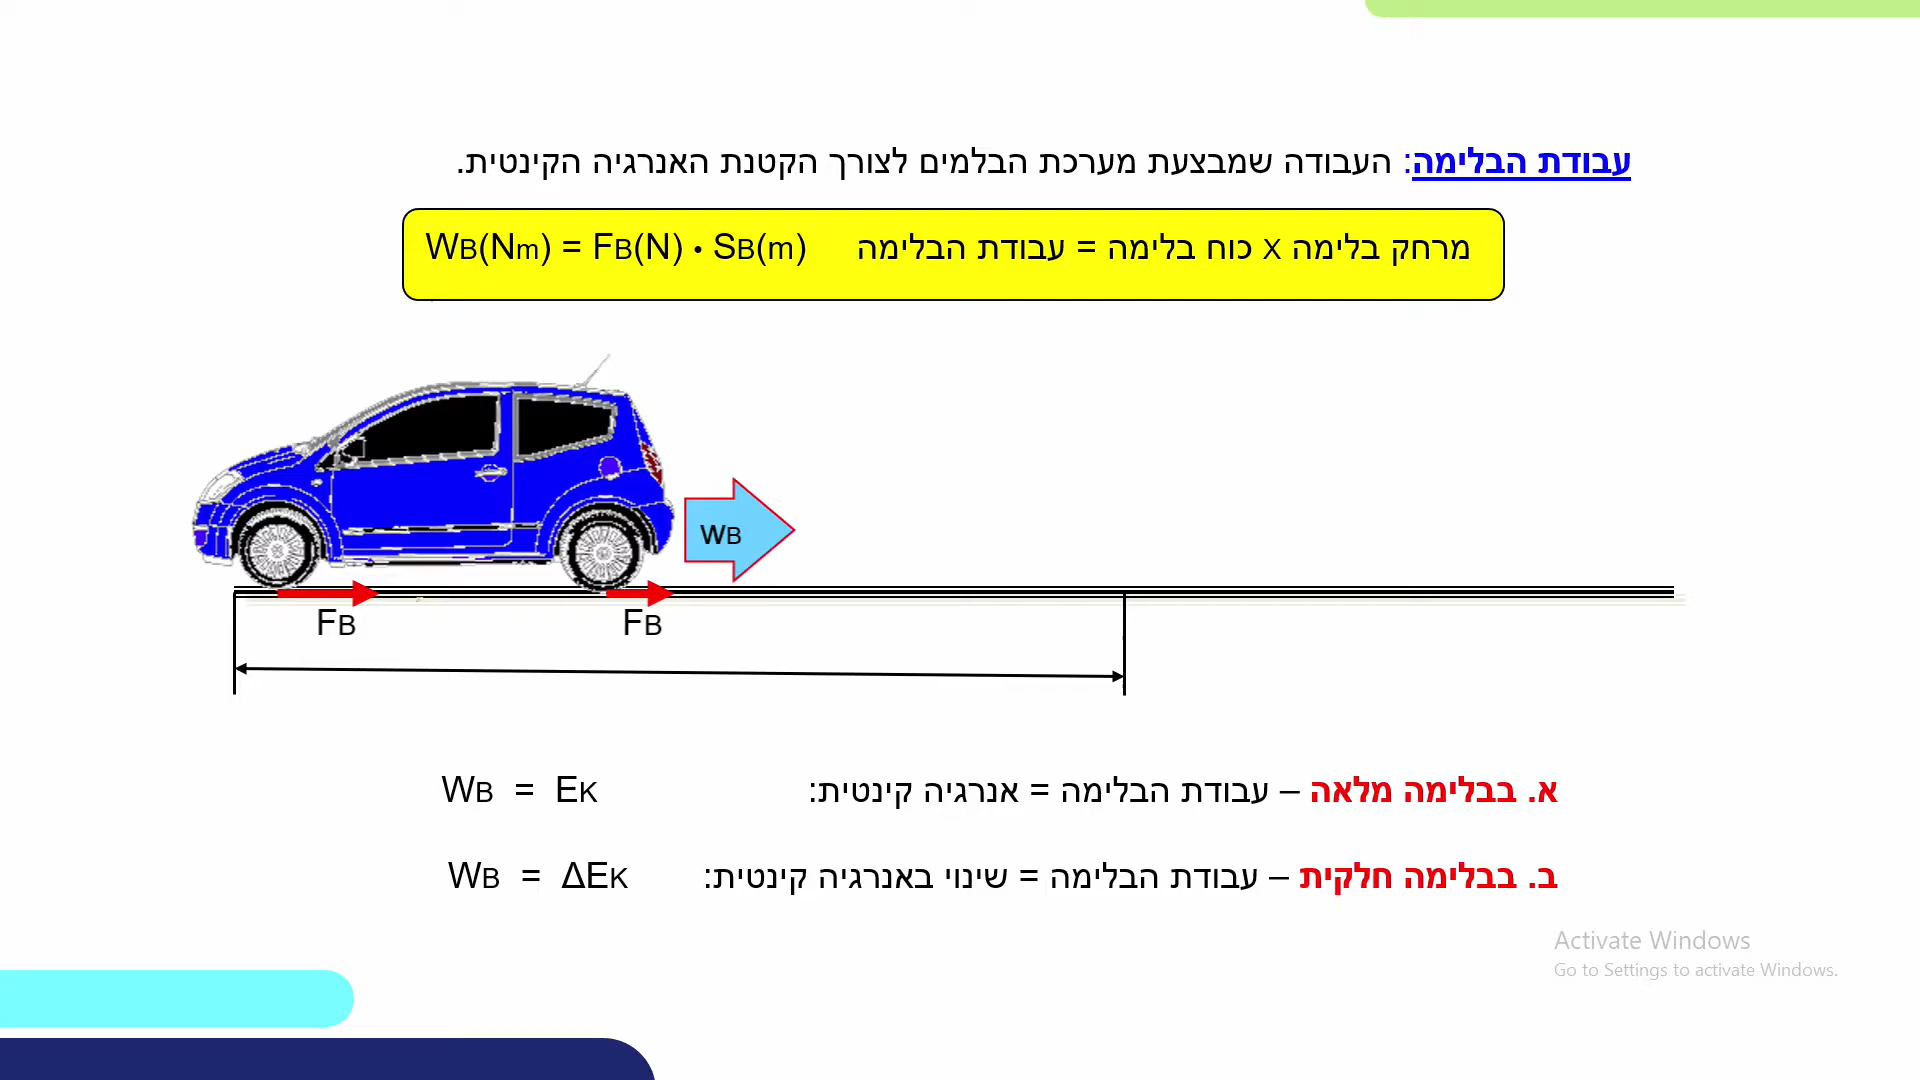 עבודת הבלימה: העבודה שמבצעת מערכת הבלמים לצורך הקטנת האנרגיה הקינטית.
מרחק בלימה X כוח בלימה = עבודת הבלימה
WB(Nm) = FB(N) • SB(m)
WB
FB
FB
א. בבלימה מלאה – עבודת הבלימה = אנרגיה קינטית: WB = EK
ב. בבלימה חלקית – עבודת הבלימה = שינוי באנרגיה קינטית: WB = ΔEK
Activate Windows
Go to Settings to activate Windows.